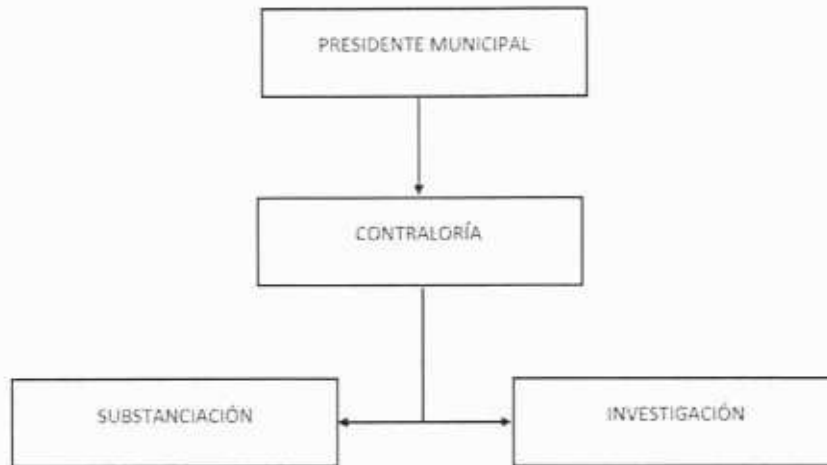 PRESIDENTE MUNICIPAL
CONTRALORÍA
SUBSTANCIACIÓN
INVESTIGACIÓN